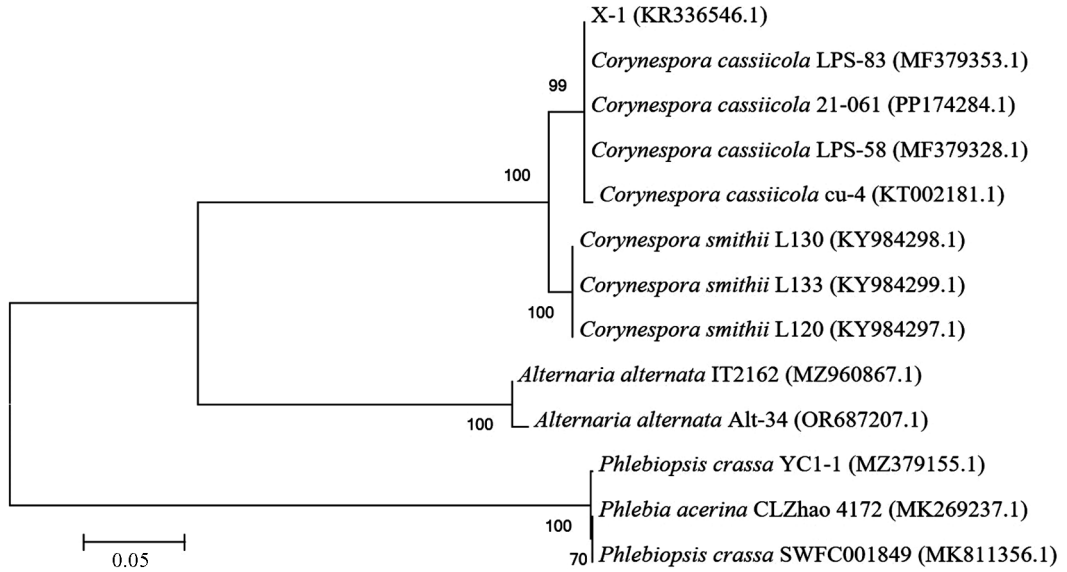 X-1 (KR336546.1)
Corynespora cassiicola LPS-83 (MF379353.1)
99
Corynespora cassiicola 21-061 (PP174284.1)
Corynespora cassiicola LPS-58 (MF379328.1)
100
Corynespora cassiicola cu-4 (KT002181.1)
Corynespora smithii L130 (KY984298.1)
Corynespora smithii L133 (KY984299.1)
100
Corynespora smithii L120 (KY984297.1)
Alternaria alternata IT2162 (MZ960867.1)
100
Alternaria alternata Alt-34 (OR687207.1)
Phlebiopsis crassa YC1-1 (MZ379155.1)
Phlebia acerina CLZhao 4172 (MK269237.1)
100
70
Phlebiopsis crassa SWFC001849 (MK811356.1)
0.05